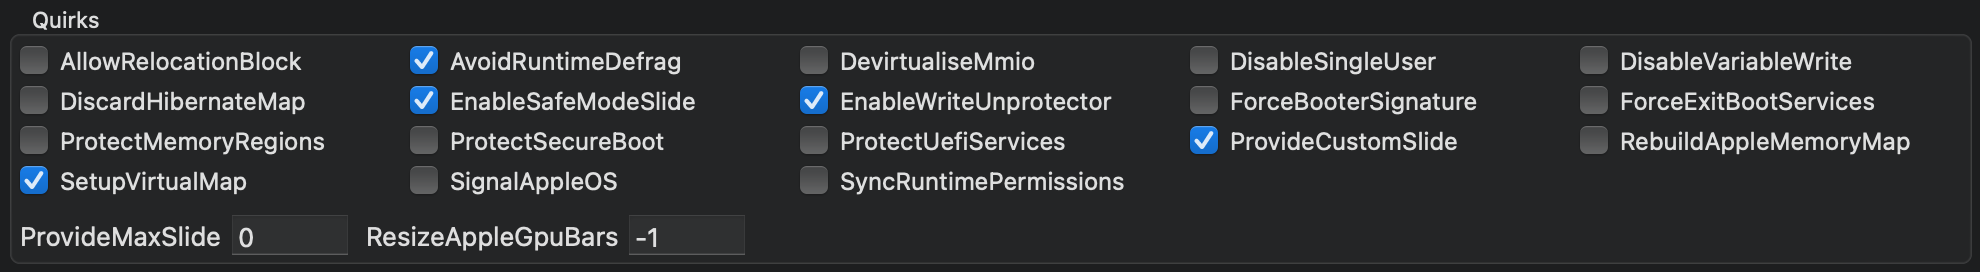 Quirks
AllowRelocationBlock AvoidRuntimeDefrag DevirtualiseMmio DisableSingleUser DisableVariableWrite
DiscardHibernateMap EnableSafeModeSlide EnableWriteUnprotector ForceBooterSignature ForceExitBootServices
ProtectMemoryRegions ProtectSecureBoot ProtectUefiServices ProvideCustomSlide RebuildAppleMemoryMap
SetupVirtualMap SignalAppleOS SyncRuntimePermissions
ProvideMaxSlide 0 ResizeAppleGpuBars -1